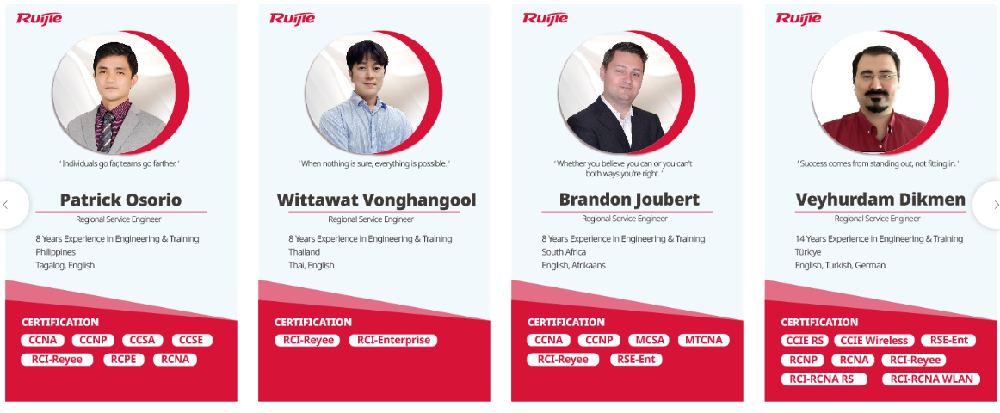 Ruijie
‘ Individuals go far, teams go farther. ’
Patrick Osorio
Regional Service Engineer
8 Years Experience in Engineering & Training
Philippines
Tagalog, English
CERTIFICATION
CCNA CCNP CCSA CCSE
RCI-Reyee RCPE RCNA
Ruijie
‘ When nothing is sure, everything is possible. ’
Wittawat Vonghangool
Regional Service Engineer
8 Years Experience in Engineering & Training
Thailand
Thai, English
CERTIFICATION
RCI-Reyee RCI-Enterprise
Ruijie
‘ Whether you believe you can or you can't
both ways you're right. ’
Brandon Joubert
Regional Service Engineer
8 Years Experience in Engineering & Training
South Africa
English, Afrikaans
CERTIFICATION
CCNA CCNP MCSA MTCNA
RCI-Reyee RSE-Ent
Ruijie
‘ Success comes from standing out, not fitting in. ’
Veyhurdam Dikmen
Regional Service Engineer
14 Years Experience in Engineering & Training
Türkiye
English, Turkish, German
CERTIFICATION
CCIE RS CCIE Wireless RSE-Ent
RCNP RCNA RCI-Reyee
RCI-RCNA RS RCI-RCNA WLAN